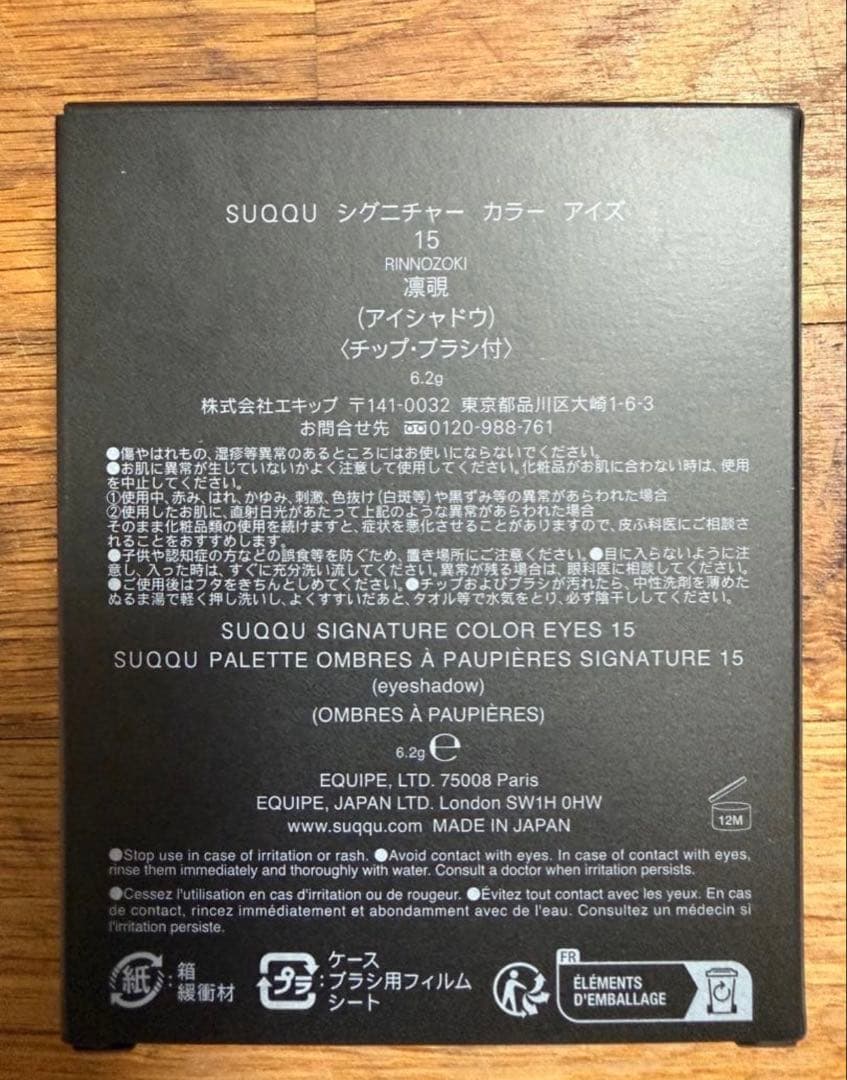 SUQQU シグニチャー カラー アイズ
15
RINNOZOKI
凛覗
(アイシャドウ)
〈チップ・ブラシ付〉
6.2g
株式会社エキップ 〒141-0032 東京都品川区大崎1-6-3
お問合せ先 0120-988-761
●傷やはれもの、湿疹等異常のあるところにはお使いにならないでください。
●お肌に異常が生じていないかよく注意して使用してください。化粧品がお肌に合わない時は、使用
を中止してください。
①使用中、赤み、はれ、かゆみ、刺激、色抜け(白斑等)や黒ずみ等の異常があらわれた場合
②使用したお肌に、直射日光があたって上記のような異常があらわれた場合
そのまま化粧品類の使用を続けますと、症状を悪化させることがありますので、皮ふ科医にご相談さ
れることをおすすめします。
●子供や認知症の方などの誤食等を防ぐため、置き場所にご注意ください。●目に入らないように注
意し、入った時は、すぐに充分洗い流してください。異常が残る場合は、眼科医に相談してください。
●ご使用後はフタをきちんとしめてください。●チップおよびブラシが汚れたら、中性洗剤を薄めた
ぬるま湯で軽く押し洗いし、よくすすいだあと、タオル等で水気をとり、必ず陰干ししてください。
SUQQU SIGNATURE COLOR EYES 15
SUQQU PALETTE OMBRES À PAUPIÈRES SIGNATURE 15
(eyeshadow)
(OMBRES À PAUPIÈRES)
6.2g ℮
EQUIPE, LTD. 75008 Paris
EQUIPE, JAPAN LTD. London SW1H 0HW
www.suqqu.com MADE IN JAPAN
12M
●Stop use in case of irritation or rash. ●Avoid contact with eyes. In case of contact with eyes,
rinse them immediately and thoroughly with water. Consult a doctor when irritation persists.
●Cessez l'utilisation en cas d'irritation ou de rougeur. ●Évitez tout contact avec les yeux. En cas
de contact, rincez immédiatement et abondamment avec de l'eau. Consultez un médecin si
l'irritation persiste.
紙:箱
緩衝材
プラ:ケース
ブラシ用フィルム
シート
FR
ÉLÉMENTS
D'EMBALLAGE